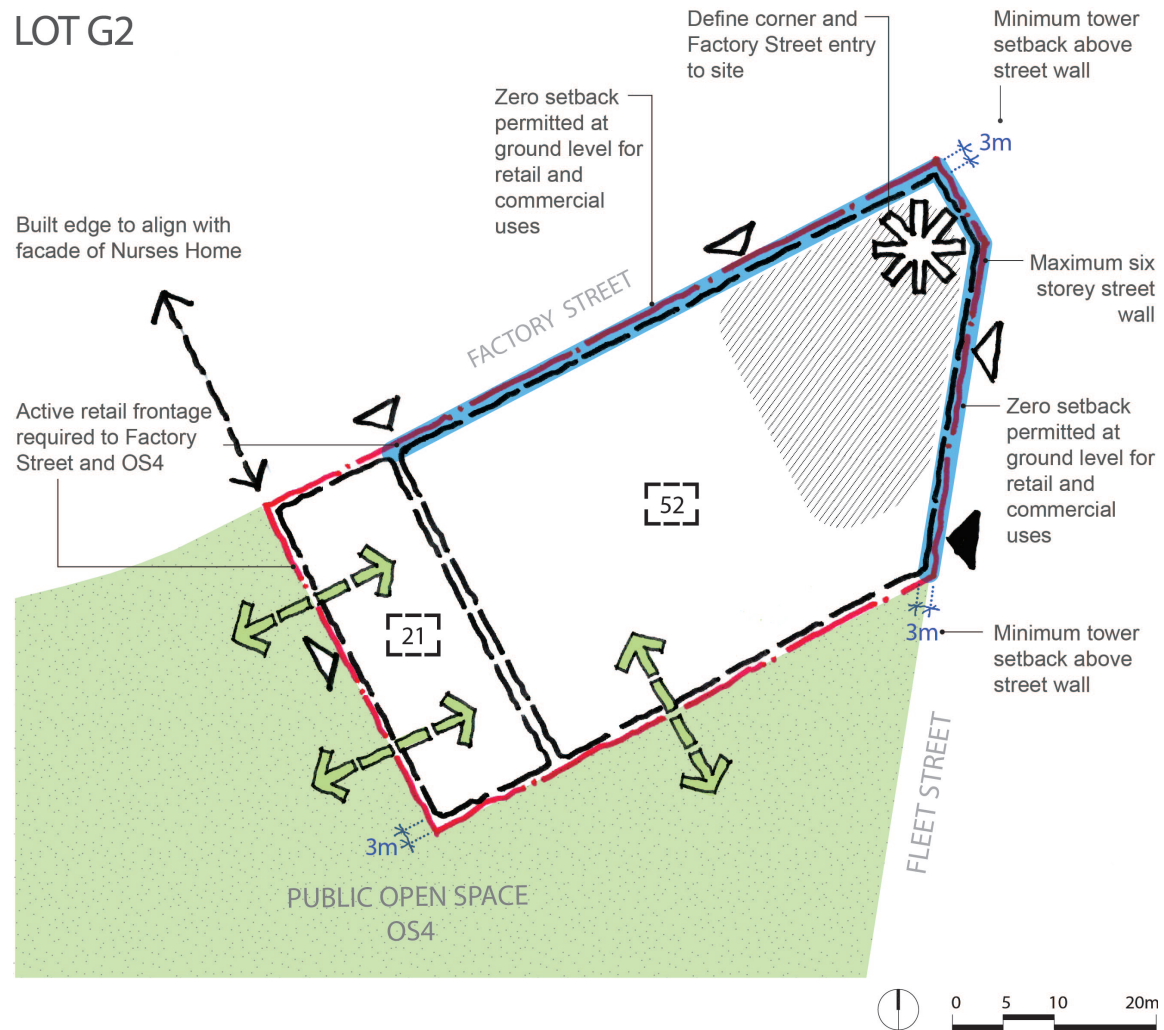 LOT G2
Define corner and
Factory Street entry
to site
Minimum tower
setback above
street wall
Zero setback
permitted at
ground level for
retail and
commercial
uses
3m
Built edge to align with
facade of Nurses Home
Maximum six
storey street
wall
FACTORY STREET
Active retail frontage
required to Factory
Street and OS4
Zero setback
permitted at
ground level for
retail and
commercial
uses
52
21
3m
Minimum tower
setback above
street wall
FLEET STREET
3m
PUBLIC OPEN SPACE
OS4
0 5 10 20m